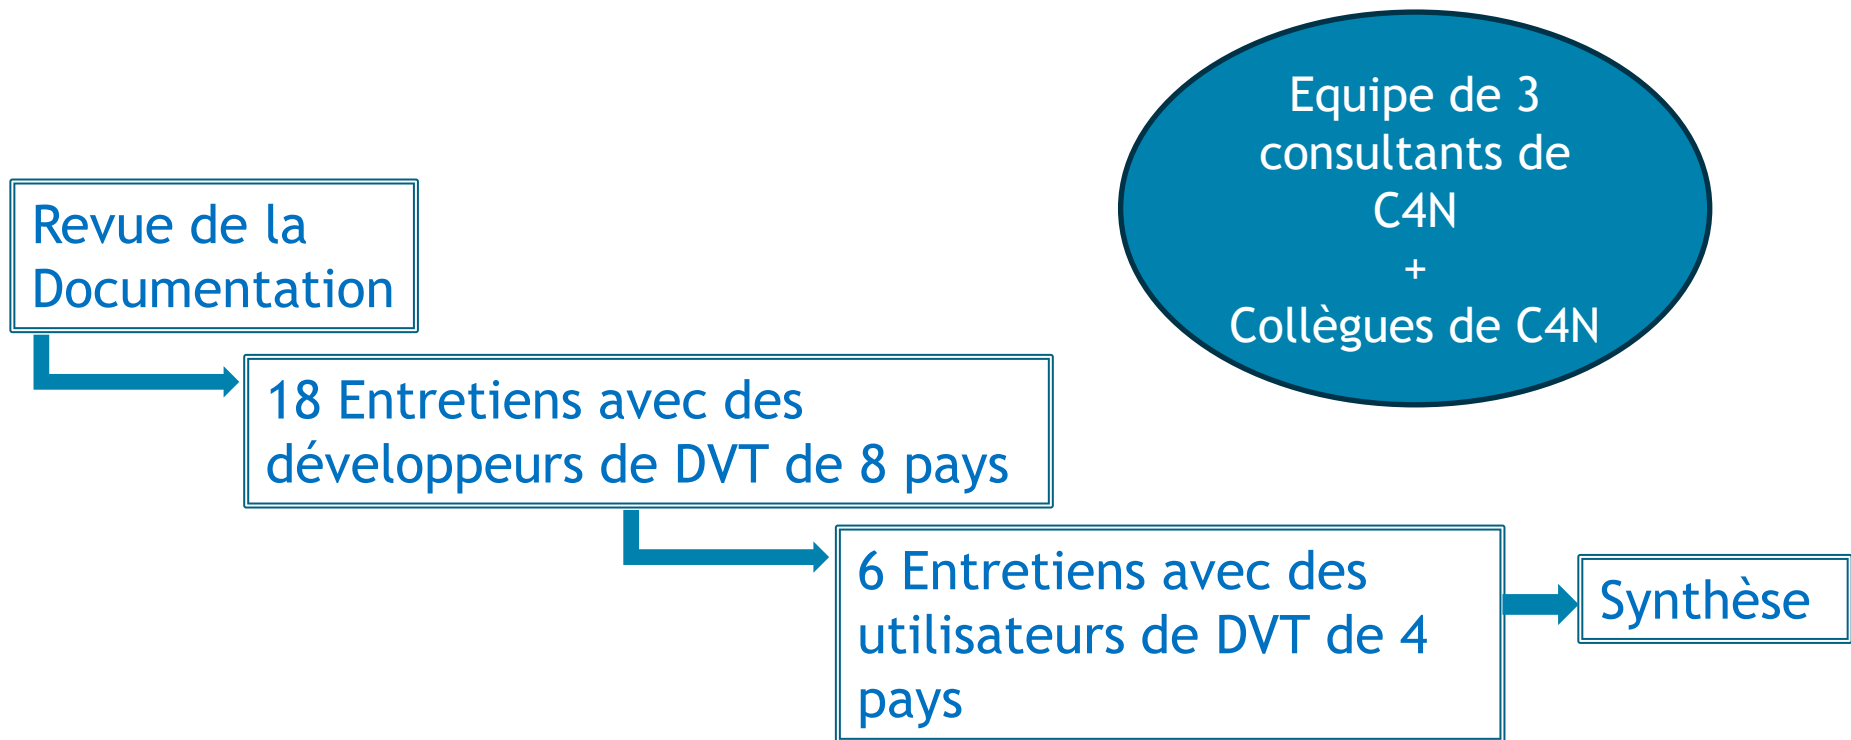 Equipe de 3
consultants de
C4N
+
Collègues de C4N
Revue de la
Documentation
18 Entretiens avec des
développeurs de DVT de 8 pays
6 Entretiens avec des
utilisateurs de DVT de 4
pays
Synthèse